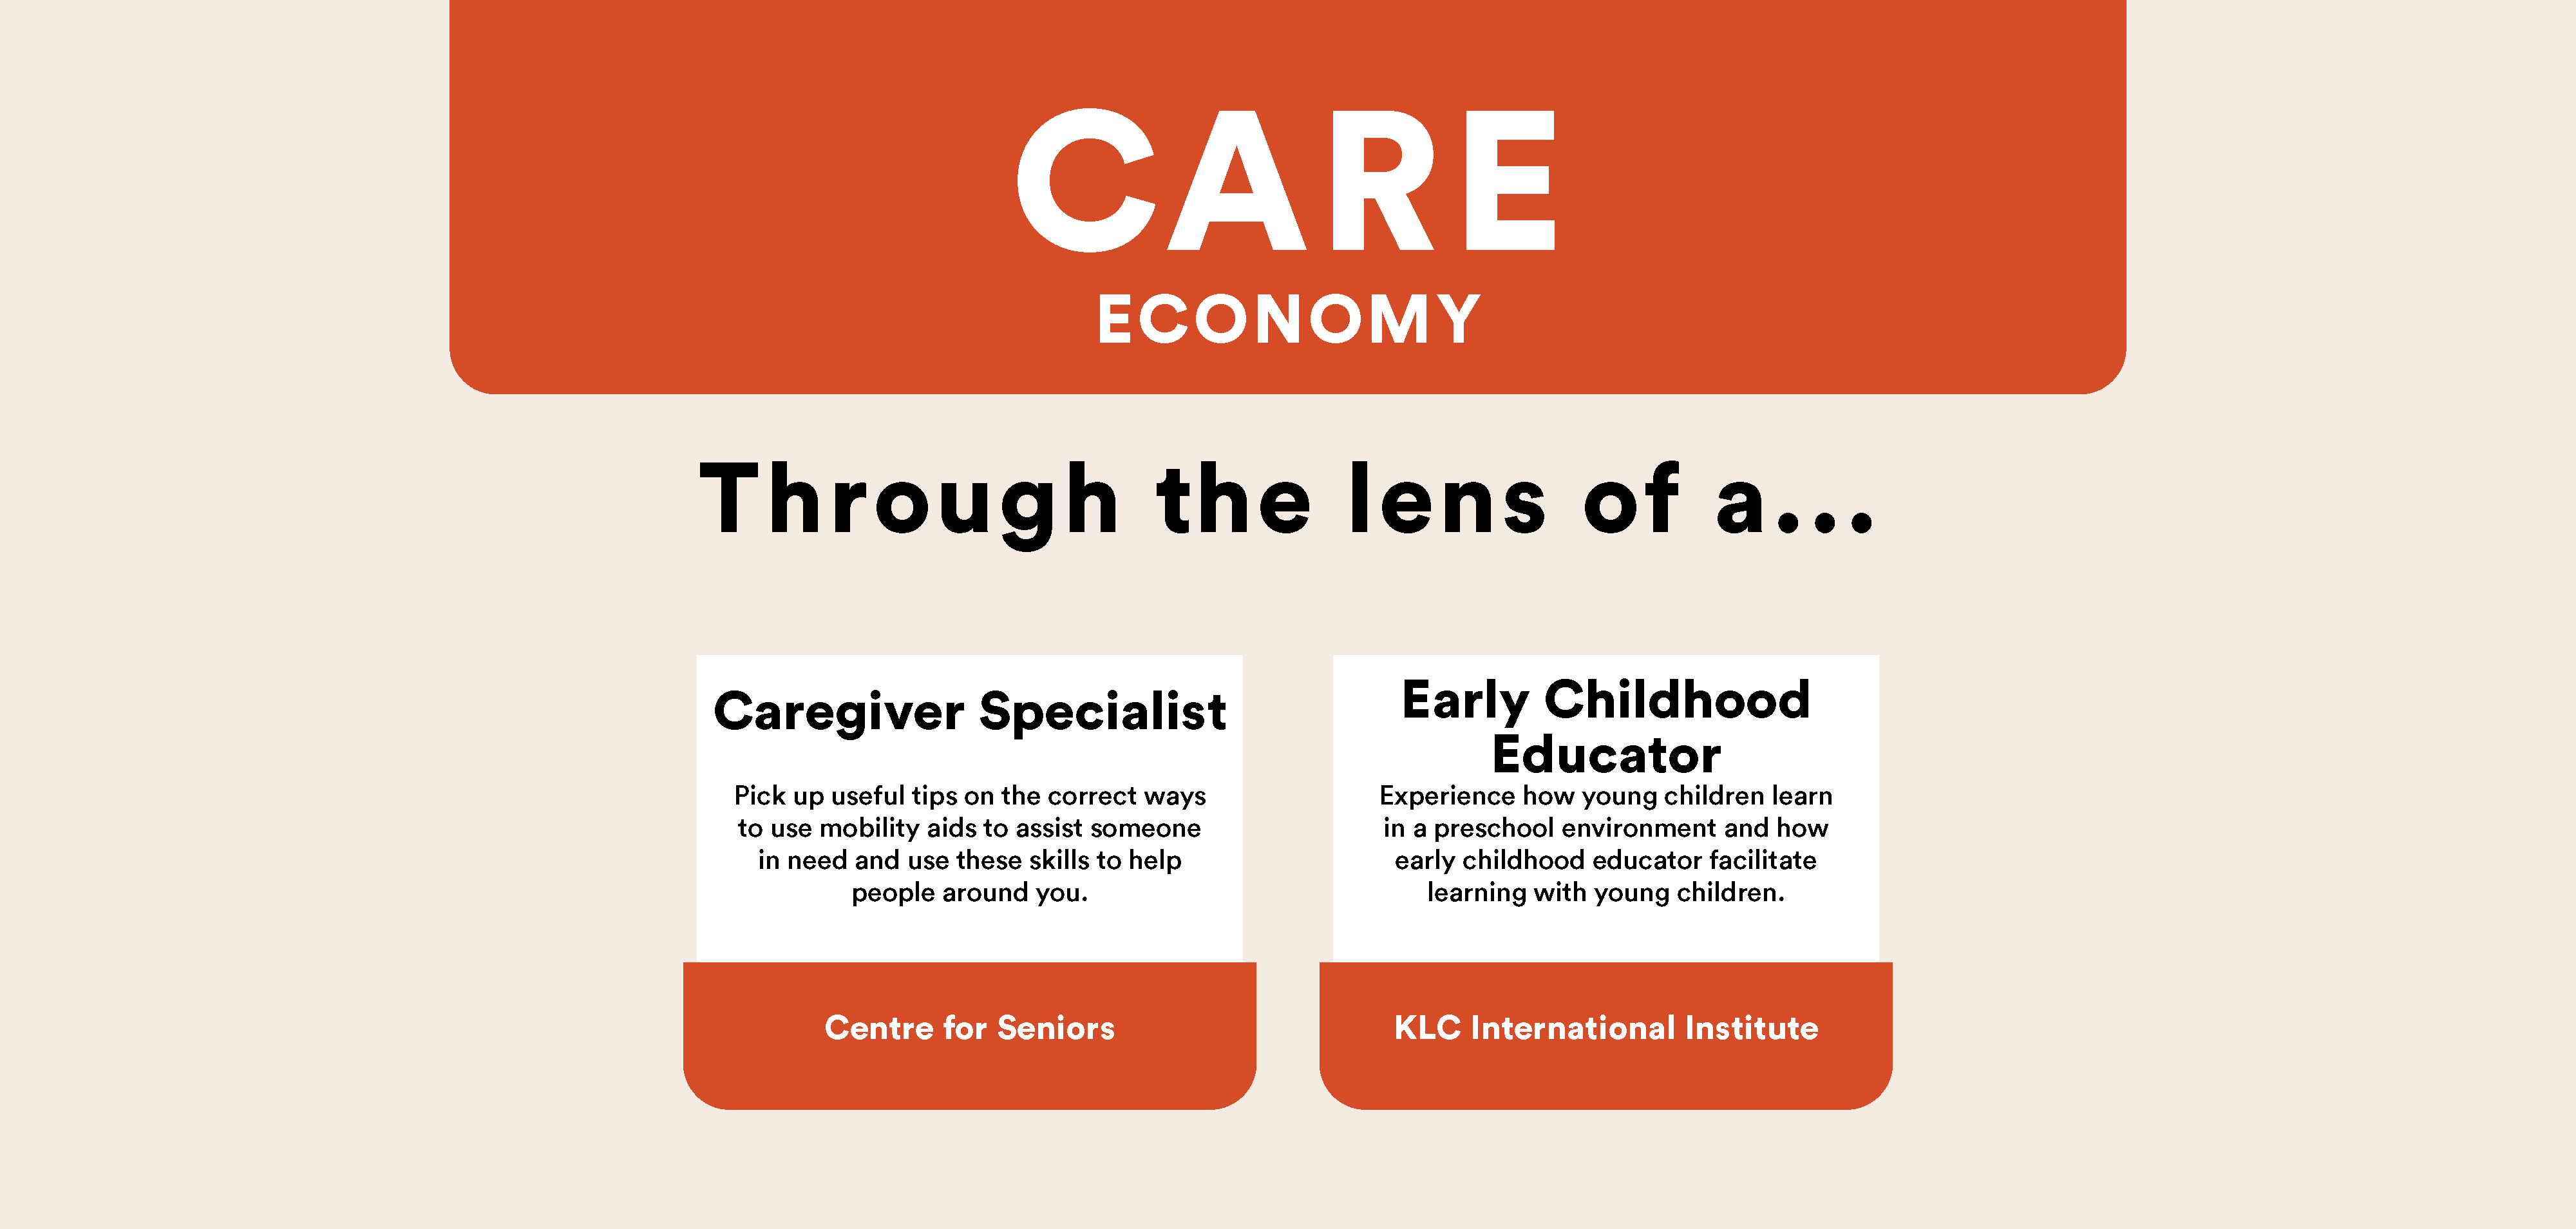 CARE
ECONOMY
Through the lens of a...
Caregiver Specialist
Pick up useful tips on the correct ways
to use mobility aids to assist someone
in need and use these skills to help
people around you.
Centre for Seniors
Early Childhood
Educator
Experience how young children learn
in a preschool environment and how
early childhood educator facilitate
learning with young children.
KLC International Institute